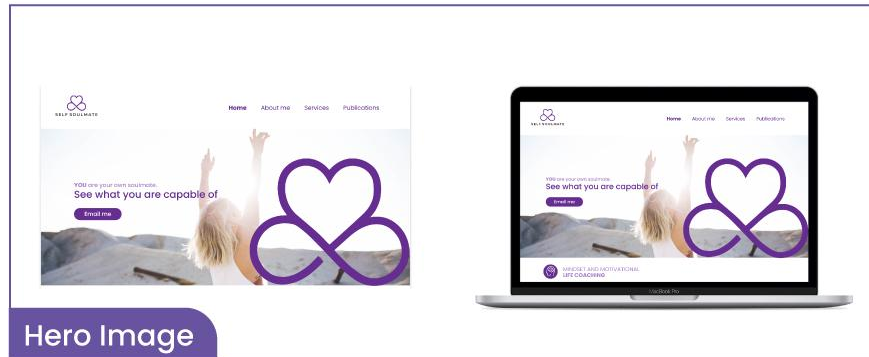 SELF SOULMATE
Home About me Services Publications
YOU are your own soulmate.
See what you are capable of
Email me
SELF SOULMATE
Home About me Services Publications
YOU are your own soulmate.
See what you are capable of
Email me
MINDSET AND MOTIVATIONAL
LIFE COACHING
MacBook Pro
Hero Image